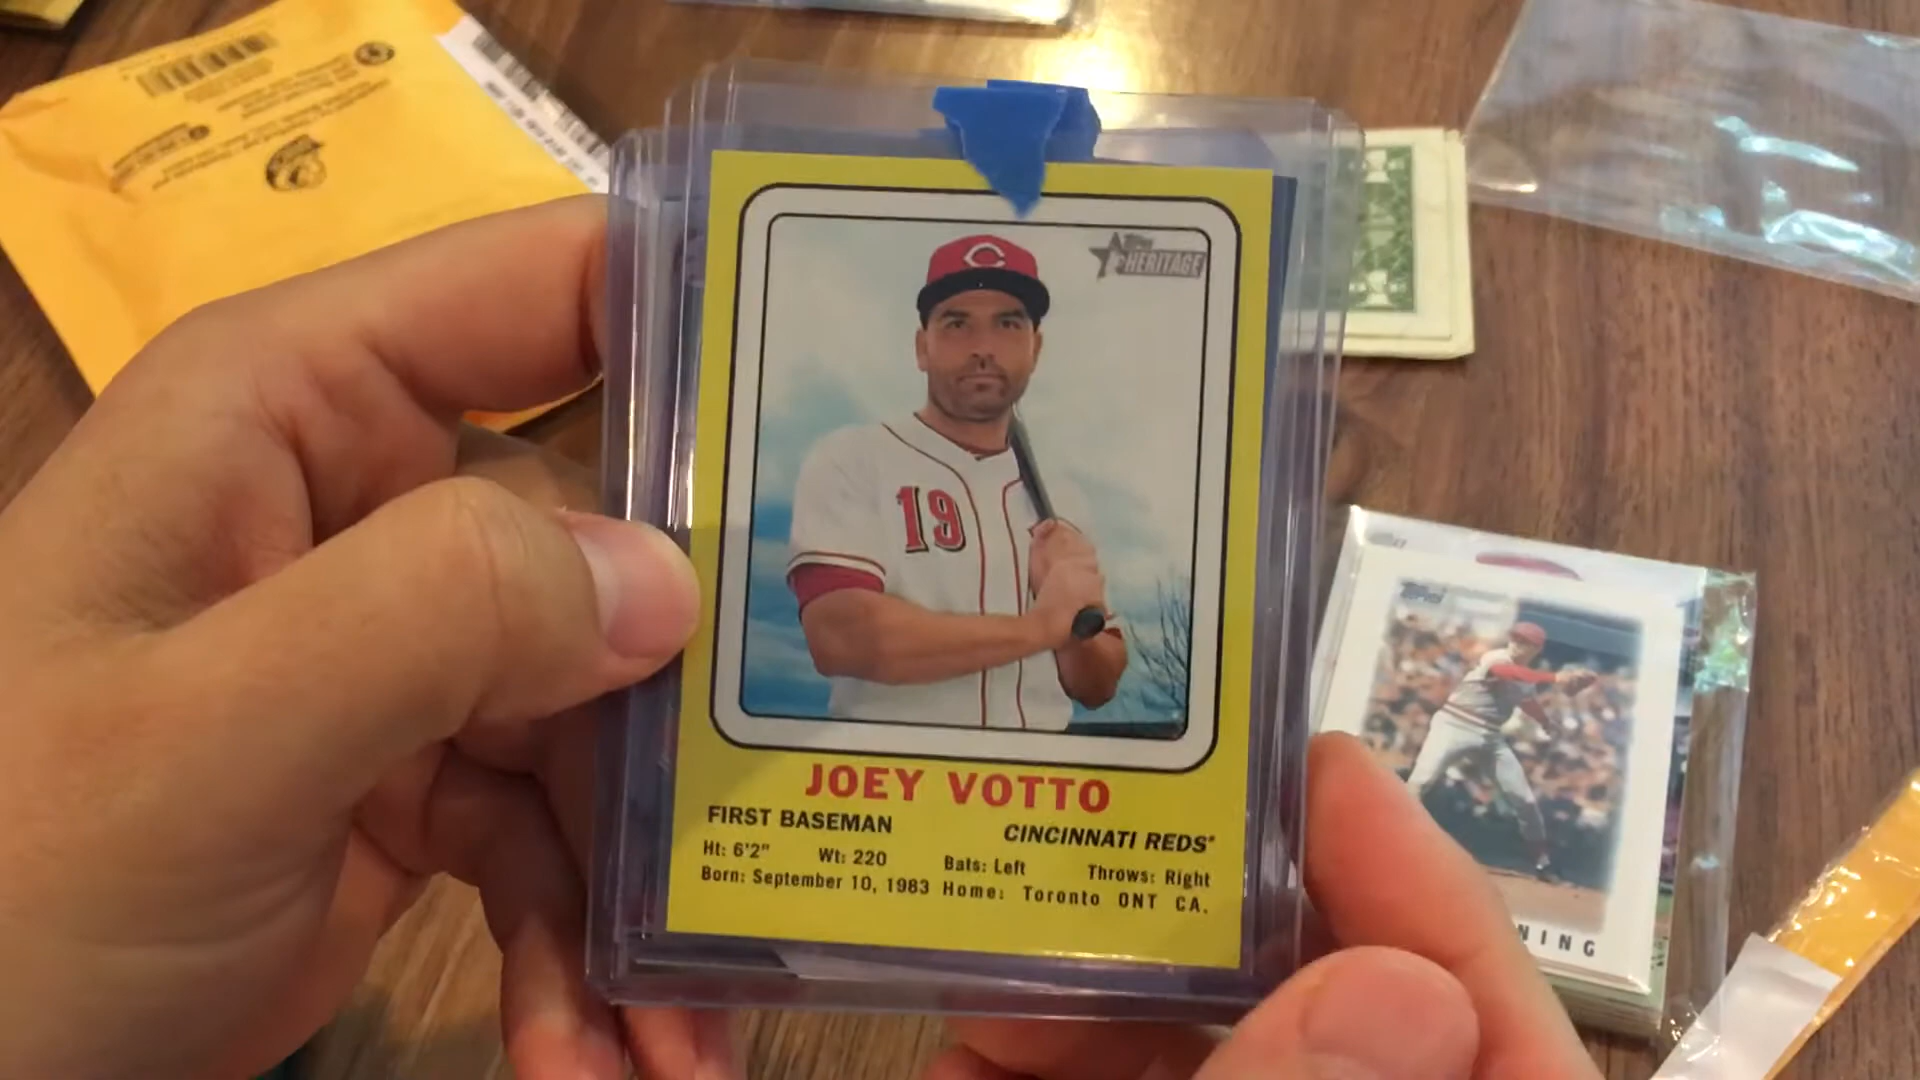 Topps
HERITAGE
C
19
JOEY VOTTO
FIRST BASEMAN
CINCINNATI REDS®
Ht: 6'2" Wt: 220 Bats: Left Throws: Right
Born: September 10, 1983 Home: Toronto ONT CA.
Topps
NING